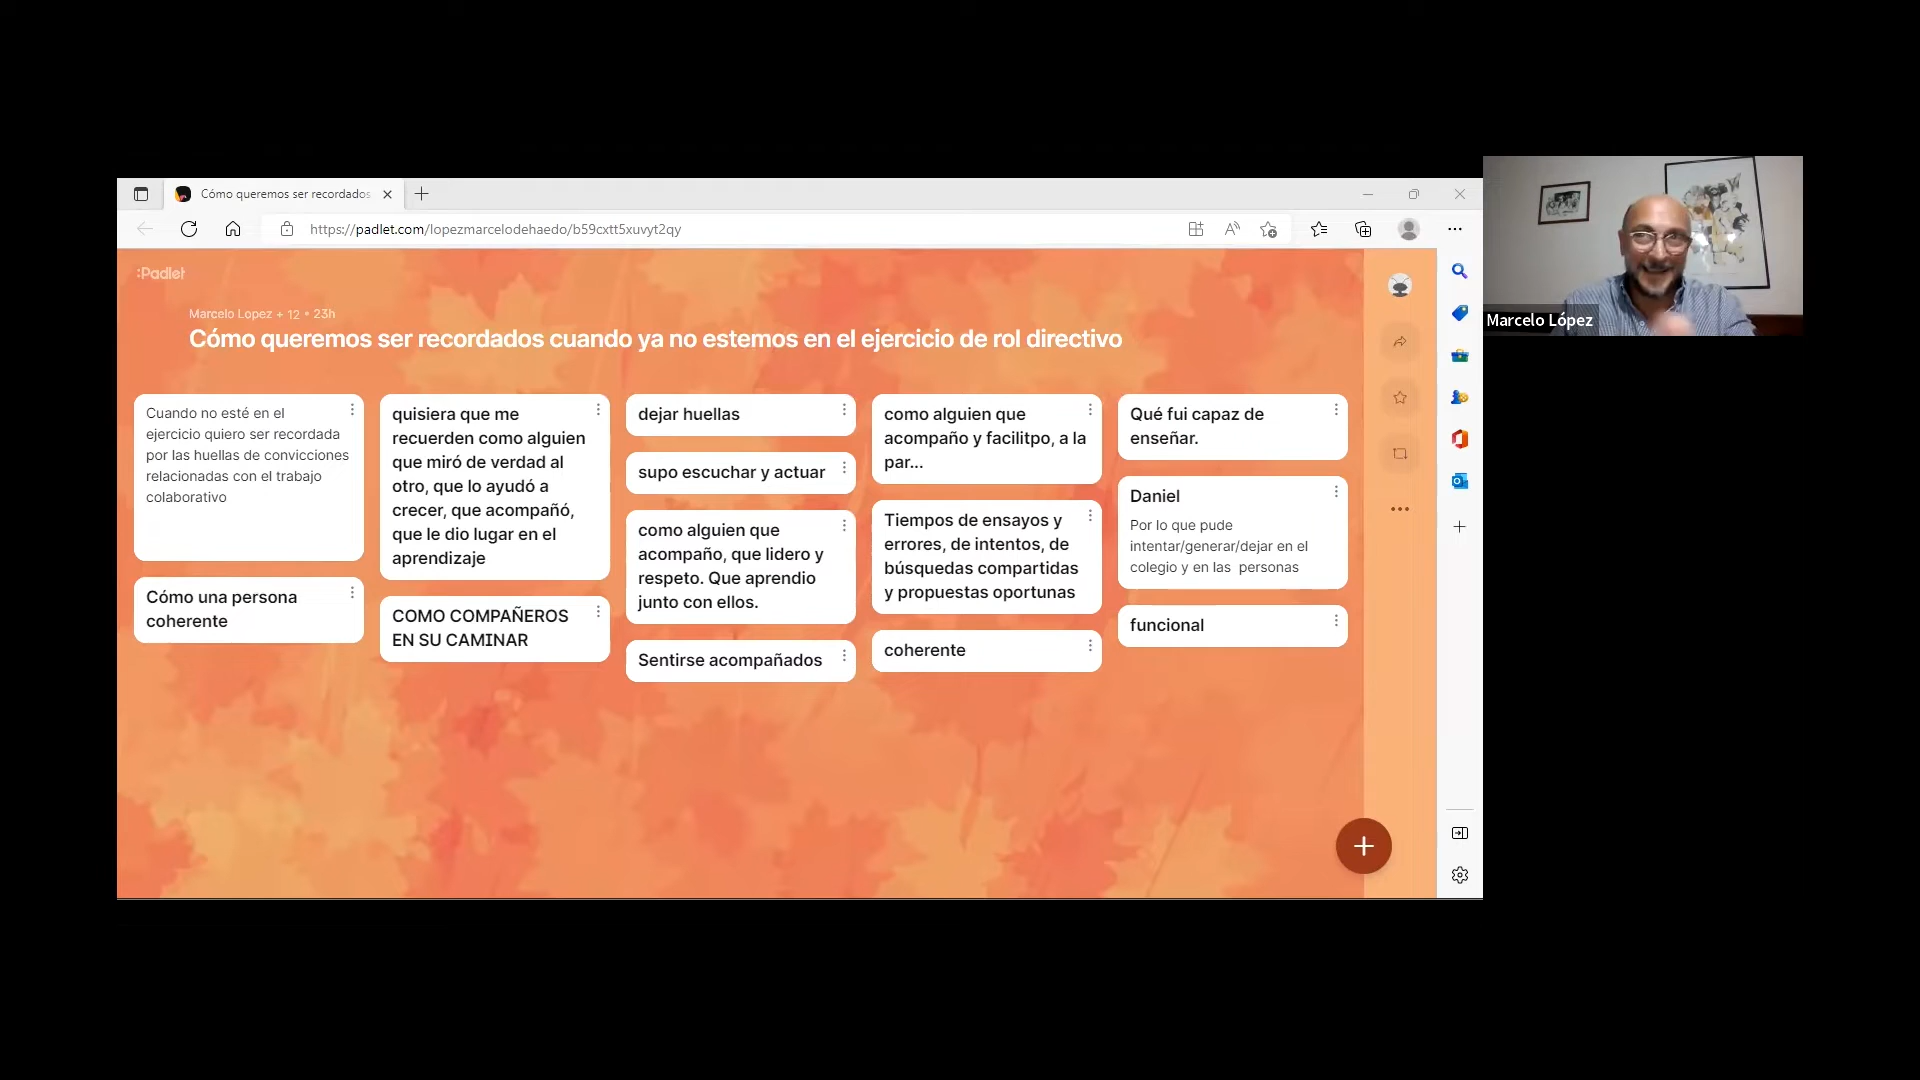 Cómo queremos ser recordados
https://padlet.com/lopezmarcelodehaedo/b59cxtt5xuvyt2qy
:Padlet
Marcelo Lopez + 12 • 23h
Cómo queremos ser recordados cuando ya no estemos en el ejercicio de rol directivo
Cuando no esté en el
ejercicio quiero ser recordada
por las huellas de convicciones
relacionadas con el trabajo
colaborativo
Cómo una persona
coherente
quisiera que me
recuerden como alguien
que miró de verdad al
otro, que lo ayudó a
crecer, que acompañó,
que le dio lugar en el
aprendizaje
COMO COMPAÑEROS
EN SU CAMINAR
dejar huellas
supo escuchar y actuar
como alguien que
acompaño, que lidero y
respeto. Que aprendio
junto con ellos.
Sentirse acompañados
como alguien que
acompaño y facilitpo, a la
par...
Tiempos de ensayos y
errores, de intentos, de
búsquedas compartidas
y propuestas oportunas
coherente
Qué fui capaz de
enseñar.
Daniel
Por lo que pude
intentar/generar/dejar en el
colegio y en las personas
funcional
Marcelo López